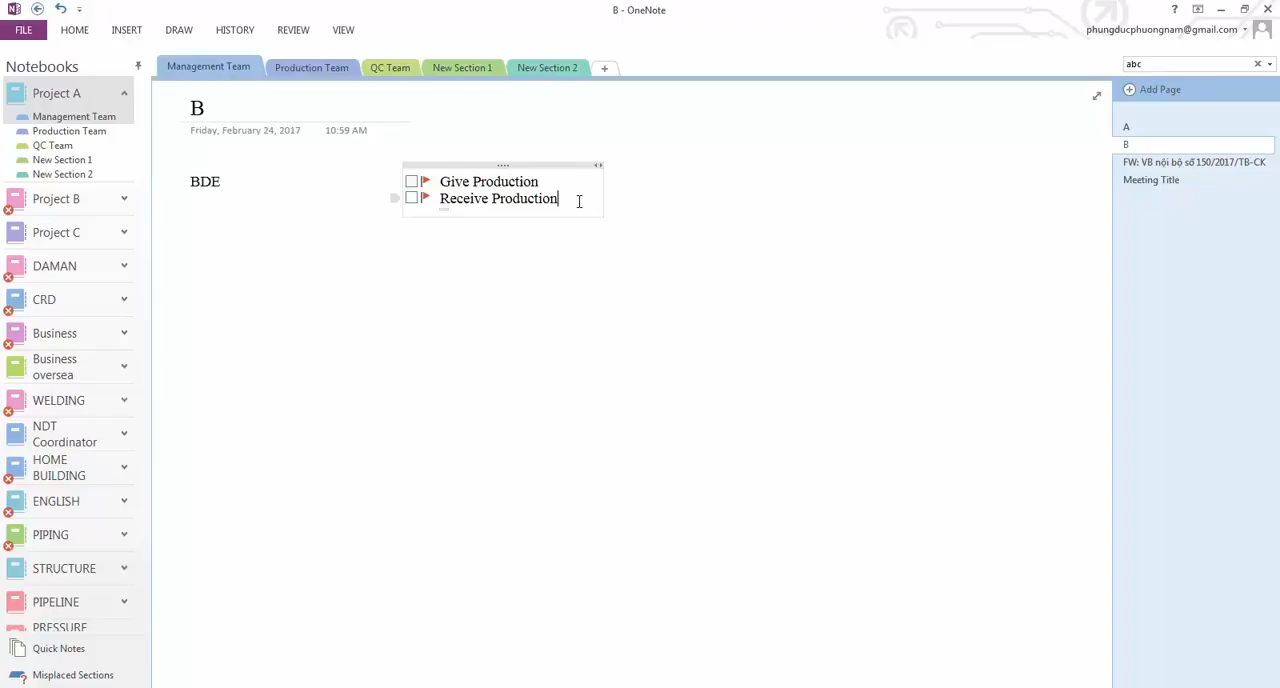 B - OneNote
?
FILE
HOME
INSERT
DRAW
HISTORY
REVIEW
VIEW
phungducphuongnam@gmail.com
Notebooks
Management Team
Production Team
QC Team
New Section 1
New Section 2
abc
Project A
Management Team
Production Team
QC Team
New Section 1
New Section 2
Project B
Project C
DAMAN
CRD
Business
Business
oversea
WELDING
NDT
Coordinator
HOME
BUILDING
ENGLISH
PIPING
STRUCTURE
PIPELINE
PRESSURE
Quick Notes
Misplaced Sections
B
Friday, February 24, 2017
10:59 AM
BDE
Give Production
Receive Production
Add Page
A
B
FW: VB nội bộ số 150/2017/TB-CK
Meeting Title